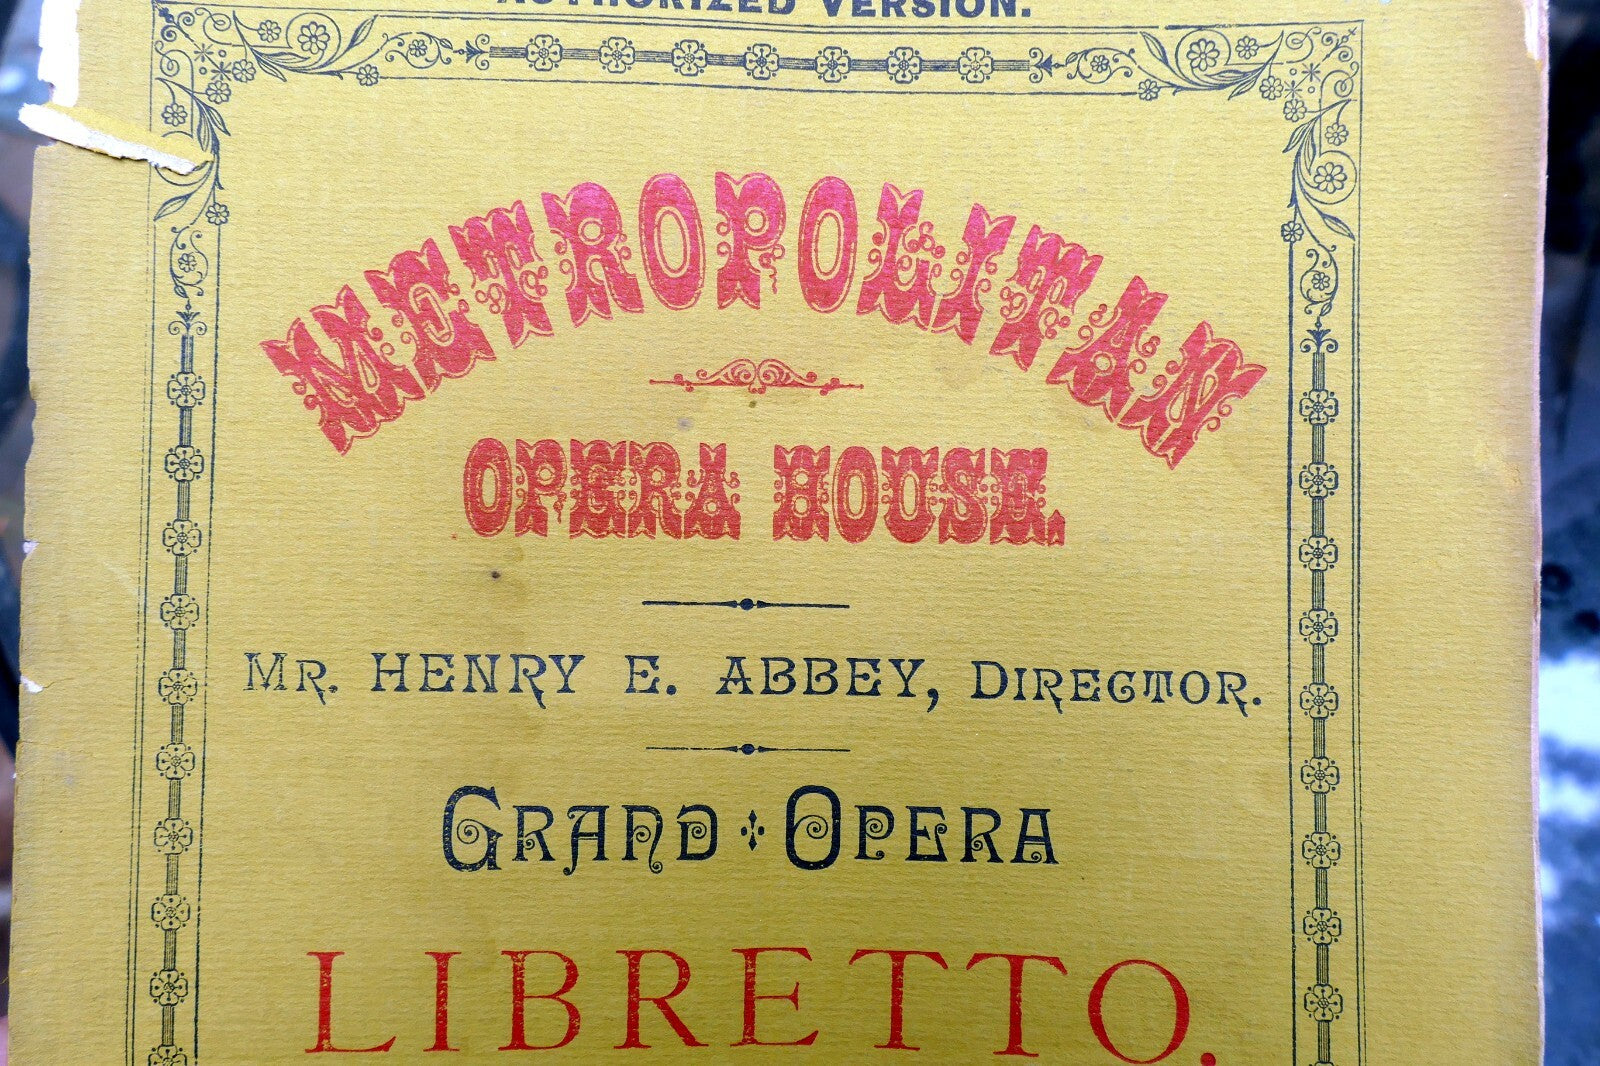 AUTHORIZED VERSION.
METROPOLITAN
OPERA HOUSE.
MR. HENRY E. ABBEY, DIRECTOR.
GRAND OPERA
LIBRETTO.